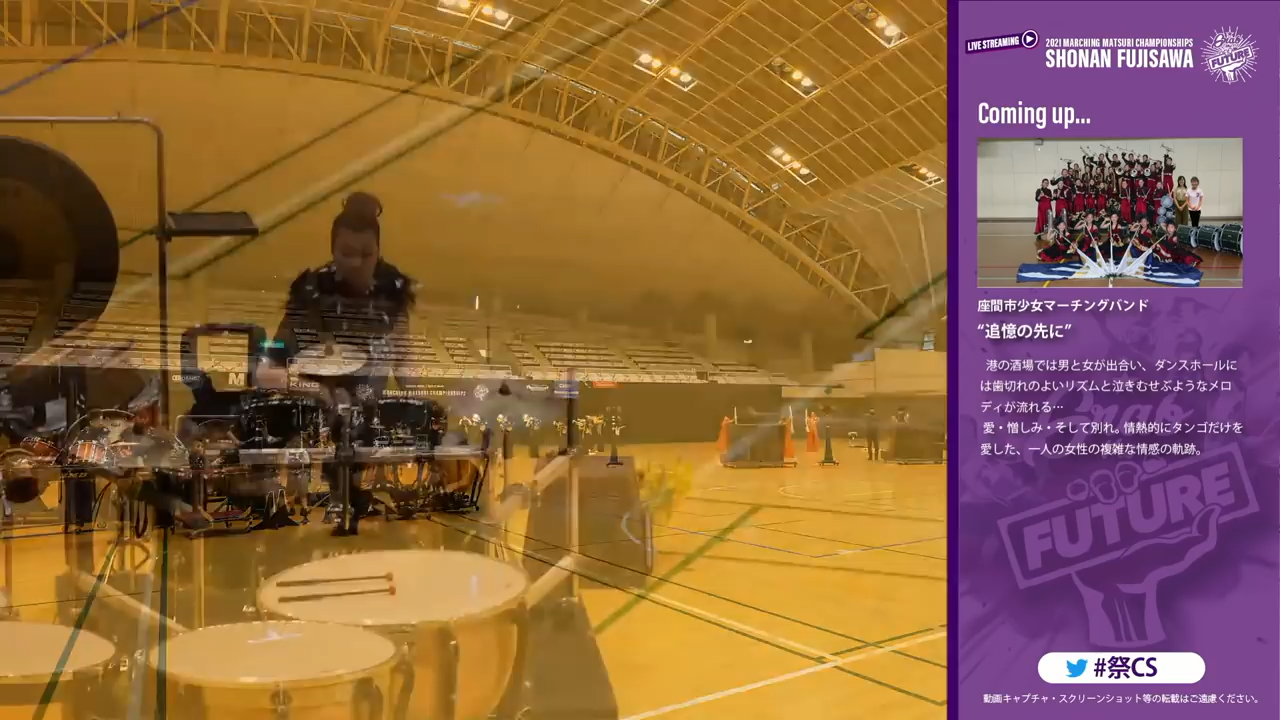 LIVE STREAMING
2021 MARCHING MATSURI CHAMPIONSHIPS
SHONAN FUJISAWA
FUTURE
Coming up...
座間市少女マーチングバンド
“追憶の先に”
港の酒場では男と女が出合い、ダンスホールに
は歯切れのよいリズムと泣きむせぶようなメロ
ディが流れる…
愛・憎しみ・そして別れ。情熱的にタンゴだけを
愛した、一人の女性の複雑な情感の軌跡。
FUTURE
#祭CS
動画キャプチャ・スクリーンショット等の転載はご遠慮ください。
KING
M
MARCHING MATSURI CHAMPIONSHIPS